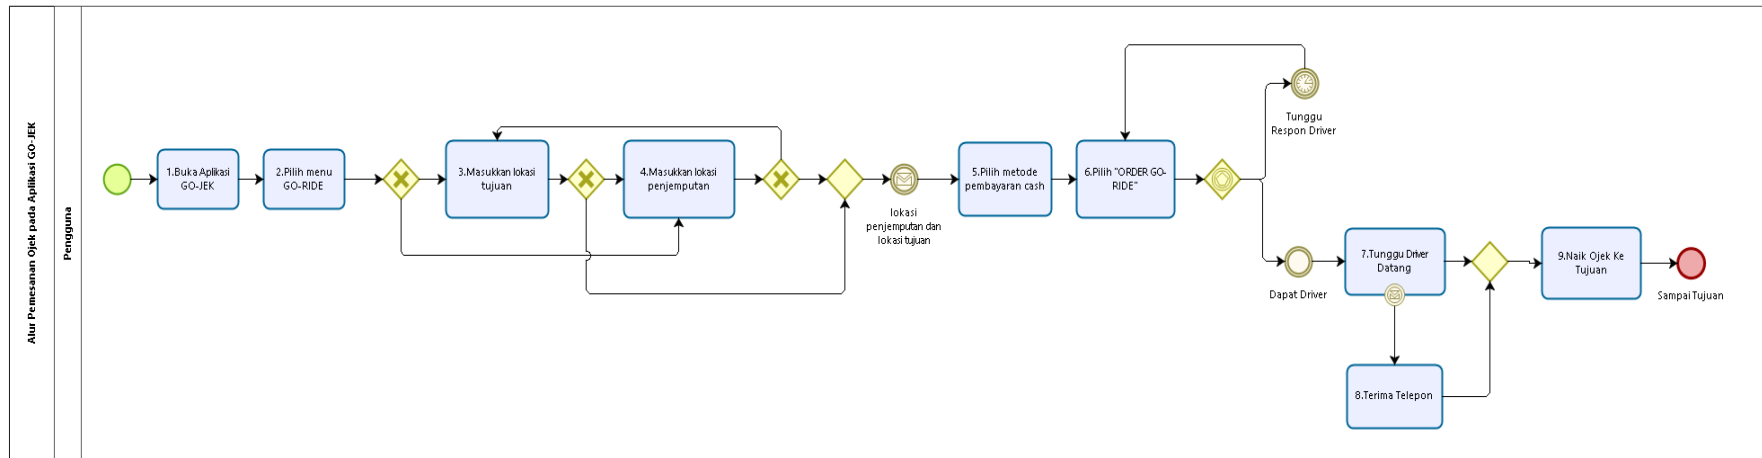 Alur Pemesanan Ojek pada Aplikasi GO-JEK
Pengguna
1.Buka Aplikasi
GO-JEK
2.Pilih menu
GO-RIDE
3.Masukkan lokasi
tujuan
4.Masukkan lokasi
penjemputan
lokasi
penjemputan dan
lokasi tujuan
5.Pilih metode
pembayaran cash
6.Pilih "ORDER GO-
RIDE"
Tunggu
Respon Driver
Dapat Driver
7.Tunggu Driver
Datang
8.Terima Telepon
9.Naik Ojek Ke
Tujuan
Sampai Tujuan